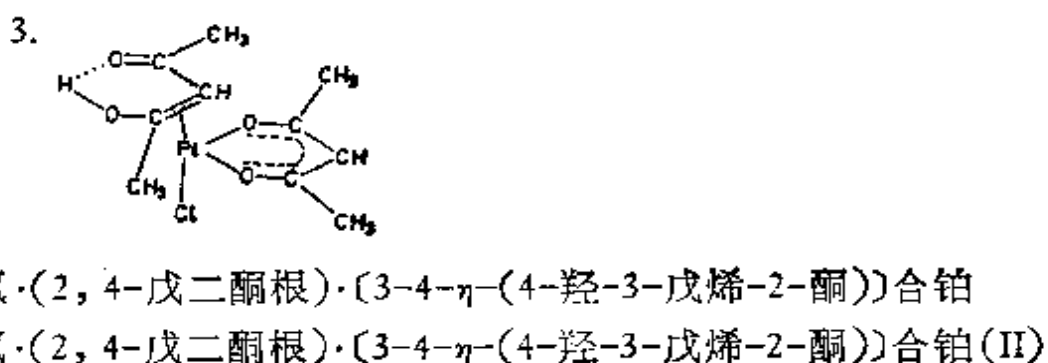 3.
CH₃
O=C
H
CH
O-C
CH₃
O-C
Pt
CH
O-C
CH₃
Cl
CH₃
·(2, 4-戊二酮根)·〔3-4-η-(4-羟-3-戊烯-2-酮)〕合铂
·(2, 4-戊二酮根)·〔3-4-η-(4-羟-3-戊烯-2-酮)〕合铂(II)